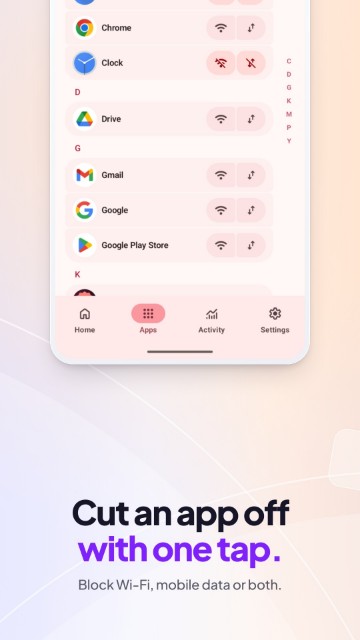 Chrome
Clock
C
D
G
K
M
P
Y
D
Drive
G
Gmail
Google
Google Play Store
K
Home
Apps
Activity
Settings
Cut an app off
with one tap.
Block Wi-Fi, mobile data or both.